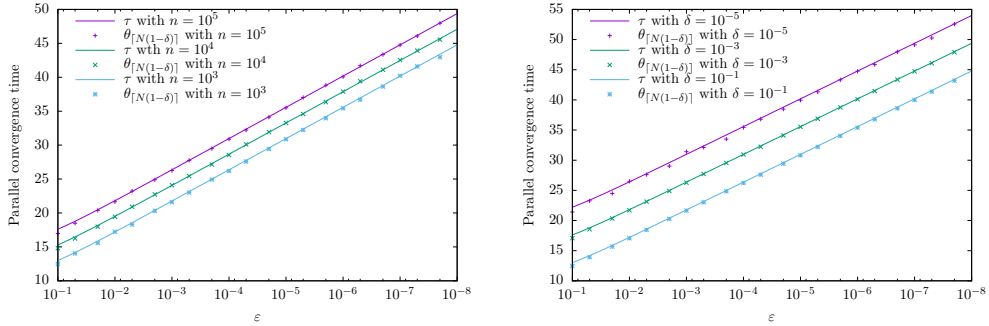 50
45
40
35
30
25
20
15
10
Parallel convergence time
τ with n = 10^5
θ_{⌈N(1−δ)⌉} with n = 10^5
τ wit n = 10^4
θ_{⌈N(1−δ)⌉} with n = 10^4
τ with n = 10^3
θ_{⌈N(1−δ)⌉} with n = 10^3
10^{−1} 10^{−2} 10^{−3} 10^{−4} 10^{−5} 10^{−6} 10^{−7} 10^{−8}
ε
55
50
45
40
35
30
25
20
15
10
Parallel convergence time
τ with δ = 10^{−5}
θ_{⌈N(1−δ)⌉} with δ = 10^{−5}
τ with δ = 10^{−3}
θ_{⌈N(1−δ)⌉} with δ = 10^{−3}
τ with δ = 10^{−1}
θ_{⌈N(1−δ)⌉} with δ = 10^{−1}
10^{−1} 10^{−2} 10^{−3} 10^{−4} 10^{−5} 10^{−6} 10^{−7} 10^{−8}
ε